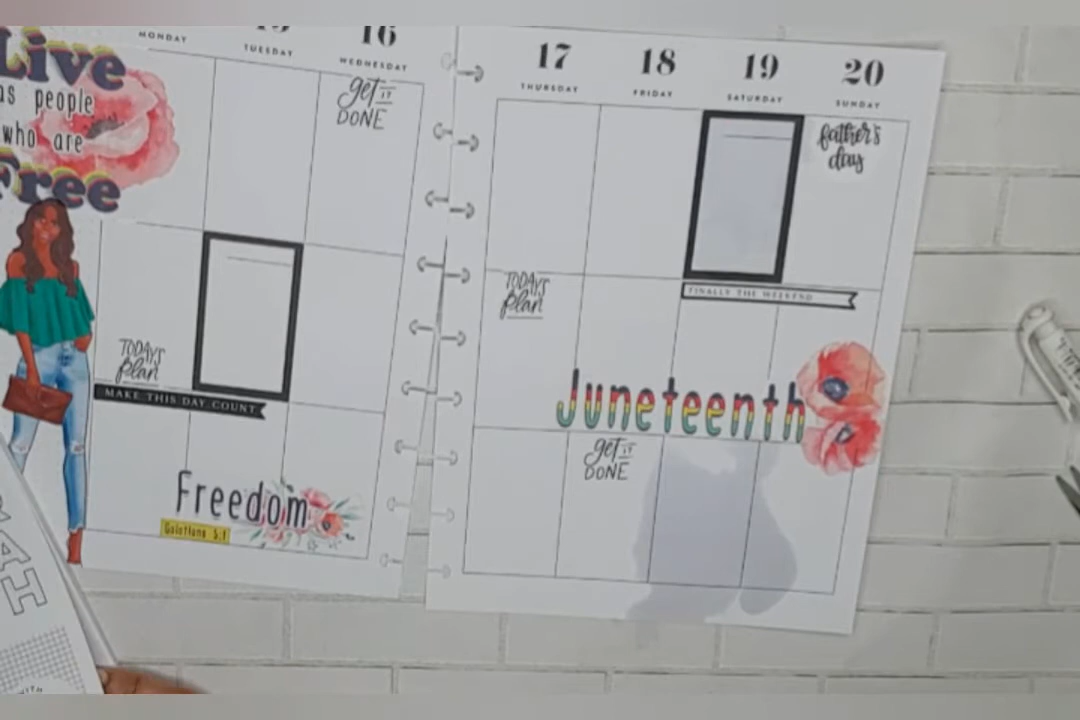 Live
as people
who are
Free
MONDAY
15
TUESDAY
16
WEDNESDAY
get IT
DONE
TODAY'S
plan
MAKE THIS DAY COUNT
Freedom
Galatians 5:1
17
THURSDAY
18
FRIDAY
19
SATURDAY
20
SUNDAY
father's
day
TODAY'S
plan
FINALLY THE WEEKEND
Juneteenth
get IT
DONE
AH